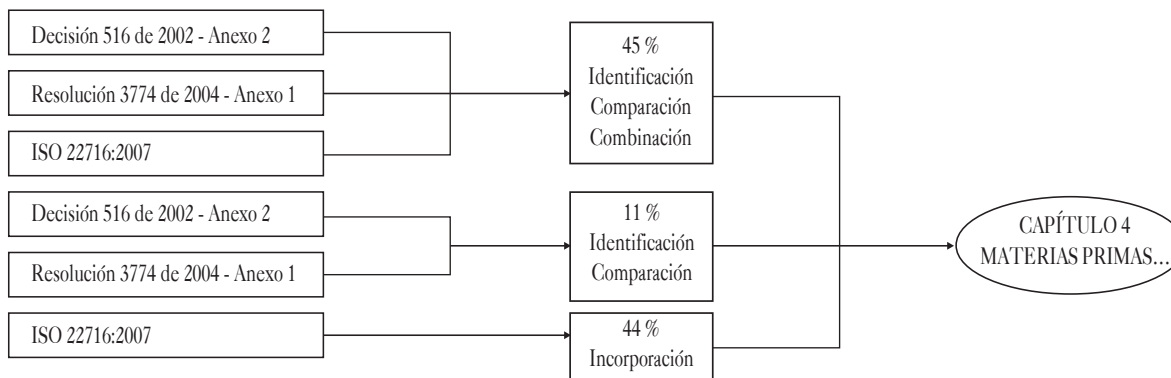 Decisión 516 de 2002 - Anexo 2
Resolución 3774 de 2004 - Anexo 1
ISO 22716:2007
45 %
Identificación
Comparación
Combinación
Decisión 516 de 2002 - Anexo 2
Resolución 3774 de 2004 - Anexo 1
11 %
Identificación
Comparación
ISO 22716:2007
44 %
Incorporación
CAPÍTULO 4
MATERIAS PRIMAS...